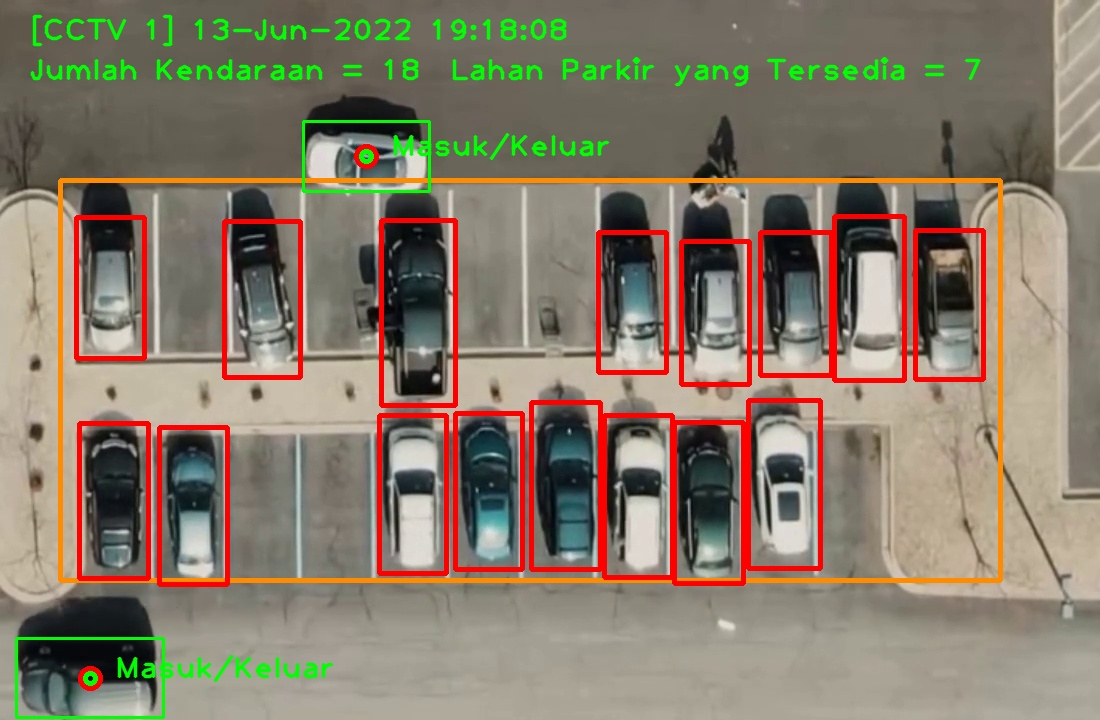 [CCTV 1] 13-Jun-2022 19:18:08
Jumlah Kendaraan = 18 Lahan Parkir yang Tersedia = 7
Masuk/Keluar
Masuk/Keluar